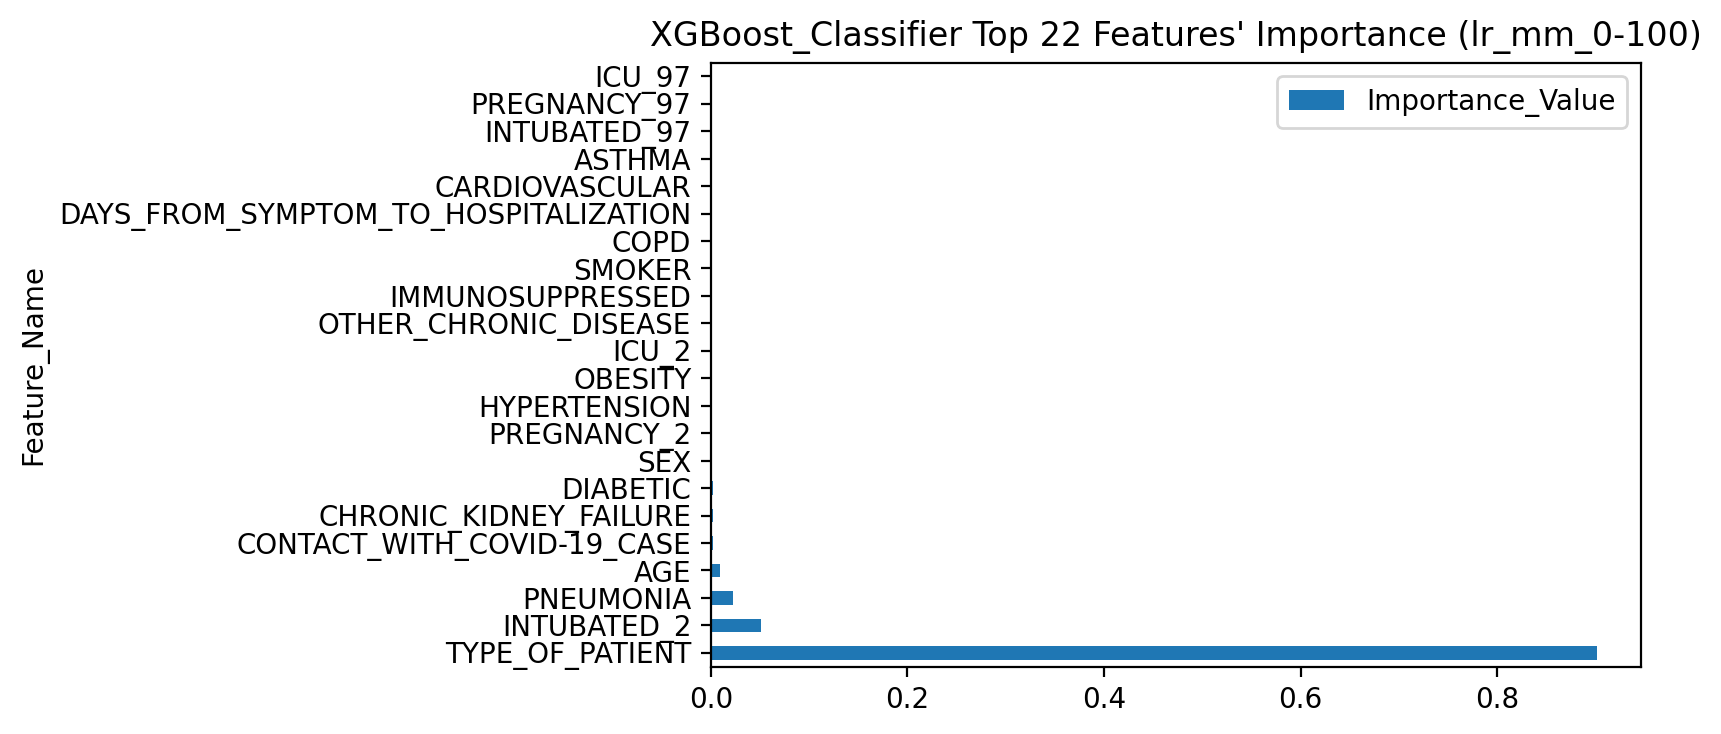 XGBoost_Classifier Top 22 Features' Importance (lr_mm_0-100)
Importance_Value
Feature_Name
ICU_97
PREGNANCY_97
INTUBATED_97
ASTHMA
CARDIOVASCULAR
DAYS_FROM_SYMPTOM_TO_HOSPITALIZATION
COPD
SMOKER
IMMUNOSUPPRESSED
OTHER_CHRONIC_DISEASE
ICU_2
OBESITY
HYPERTENSION
PREGNANCY_2
SEX
DIABETIC
CHRONIC_KIDNEY_FAILURE
CONTACT_WITH_COVID-19_CASE
AGE
PNEUMONIA
INTUBATED_2
TYPE_OF_PATIENT
0.0 0.2 0.4 0.6 0.8